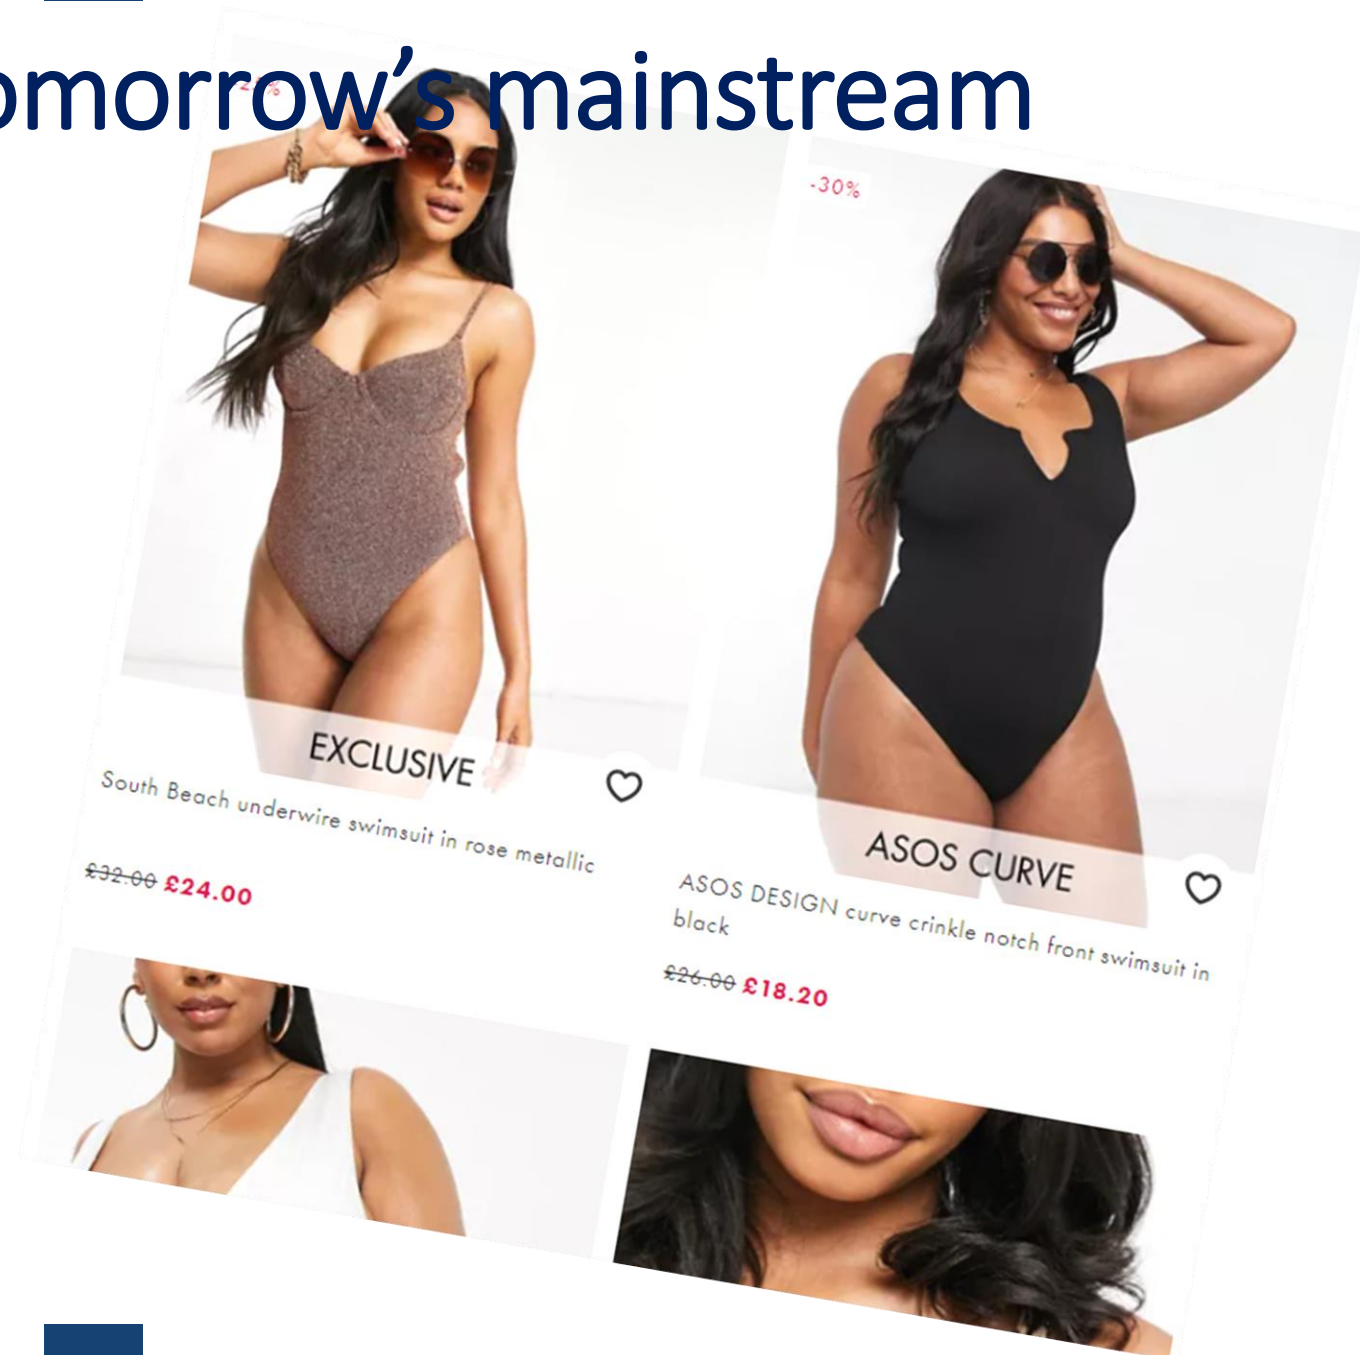 omorrow’s mainstream
-30%
EXCLUSIVE
South Beach underwire swimsuit in rose metallic
£32.00 £24.00
ASOS CURVE
ASOS DESIGN curve crinkle notch front swimsuit in
black
£26.00 £18.20